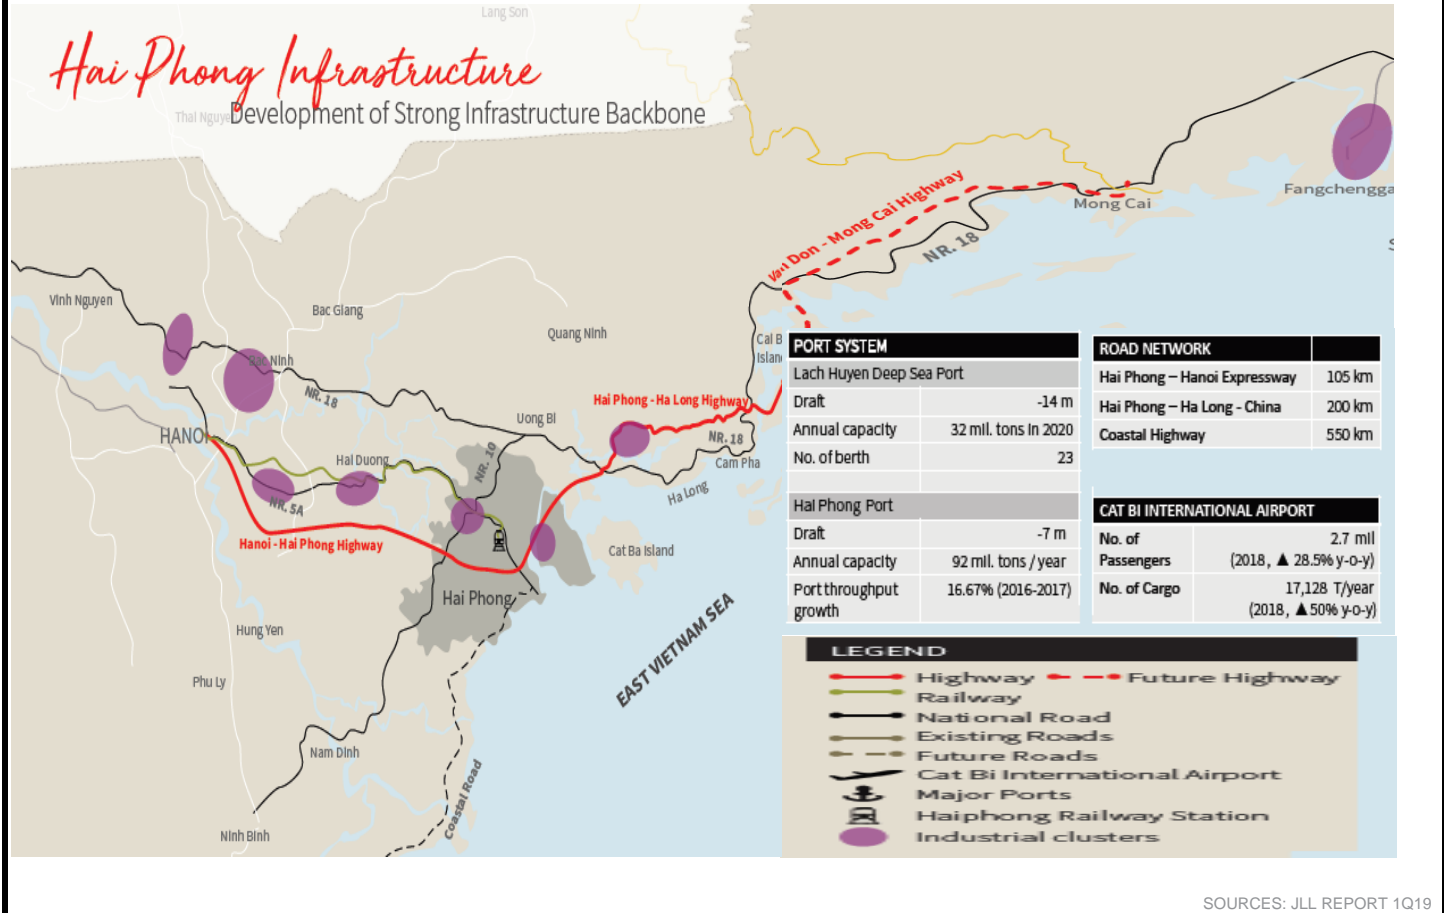 Lang Son
Hai Phong Infrastructure
Thai Nguyen
Development of Strong Infrastructure Backbone
Fangchengga
Mong Cai
Van Don - Mong Cai Highway
NR. 18
Vinh Nguyen
Bac Giang
Quang Ninh
Cai B
Islan
Bac Ninh
NR. 18
Hai Phong - Ha Long Highway
Uong Bi
HANOI
NR. 18
NR. 10
Hai Duong
Cam Pha
Ha Long
NR. 5A
Hanoi - Hai Phong Highway
Cat Ba Island
Hai Phong
Hung Yen
EAST VIETNAM SEA
Phu Ly
Nam Dinh
Coastal Road
Ninh Binh
PORT SYSTEM
Lach Huyen Deep Sea Port
Draft -14 m
Annual capacity 32 mil. tons in 2020
No. of berth 23
Hai Phong Port
Draft -7 m
Annual capacity 92 mil. tons / year
Port throughput 16.67% (2016-2017)
growth
ROAD NETWORK
Hai Phong – Hanoi Expressway 105 km
Hai Phong – Ha Long - China 200 km
Coastal Highway 550 km
CAT BI INTERNATIONAL AIRPORT
No. of 2.7 mil
Passengers (2018, ▲ 28.5% y-o-y)
No. of Cargo 17,128 T/year
(2018, ▲50% y-o-y)
LEGEND
Highway Future Highway
Railway
National Road
Existing Roads
Future Roads
Cat Bi International Airport
Major Ports
Haiphong Railway Station
Industrial clusters
SOURCES: JLL REPORT 1Q19